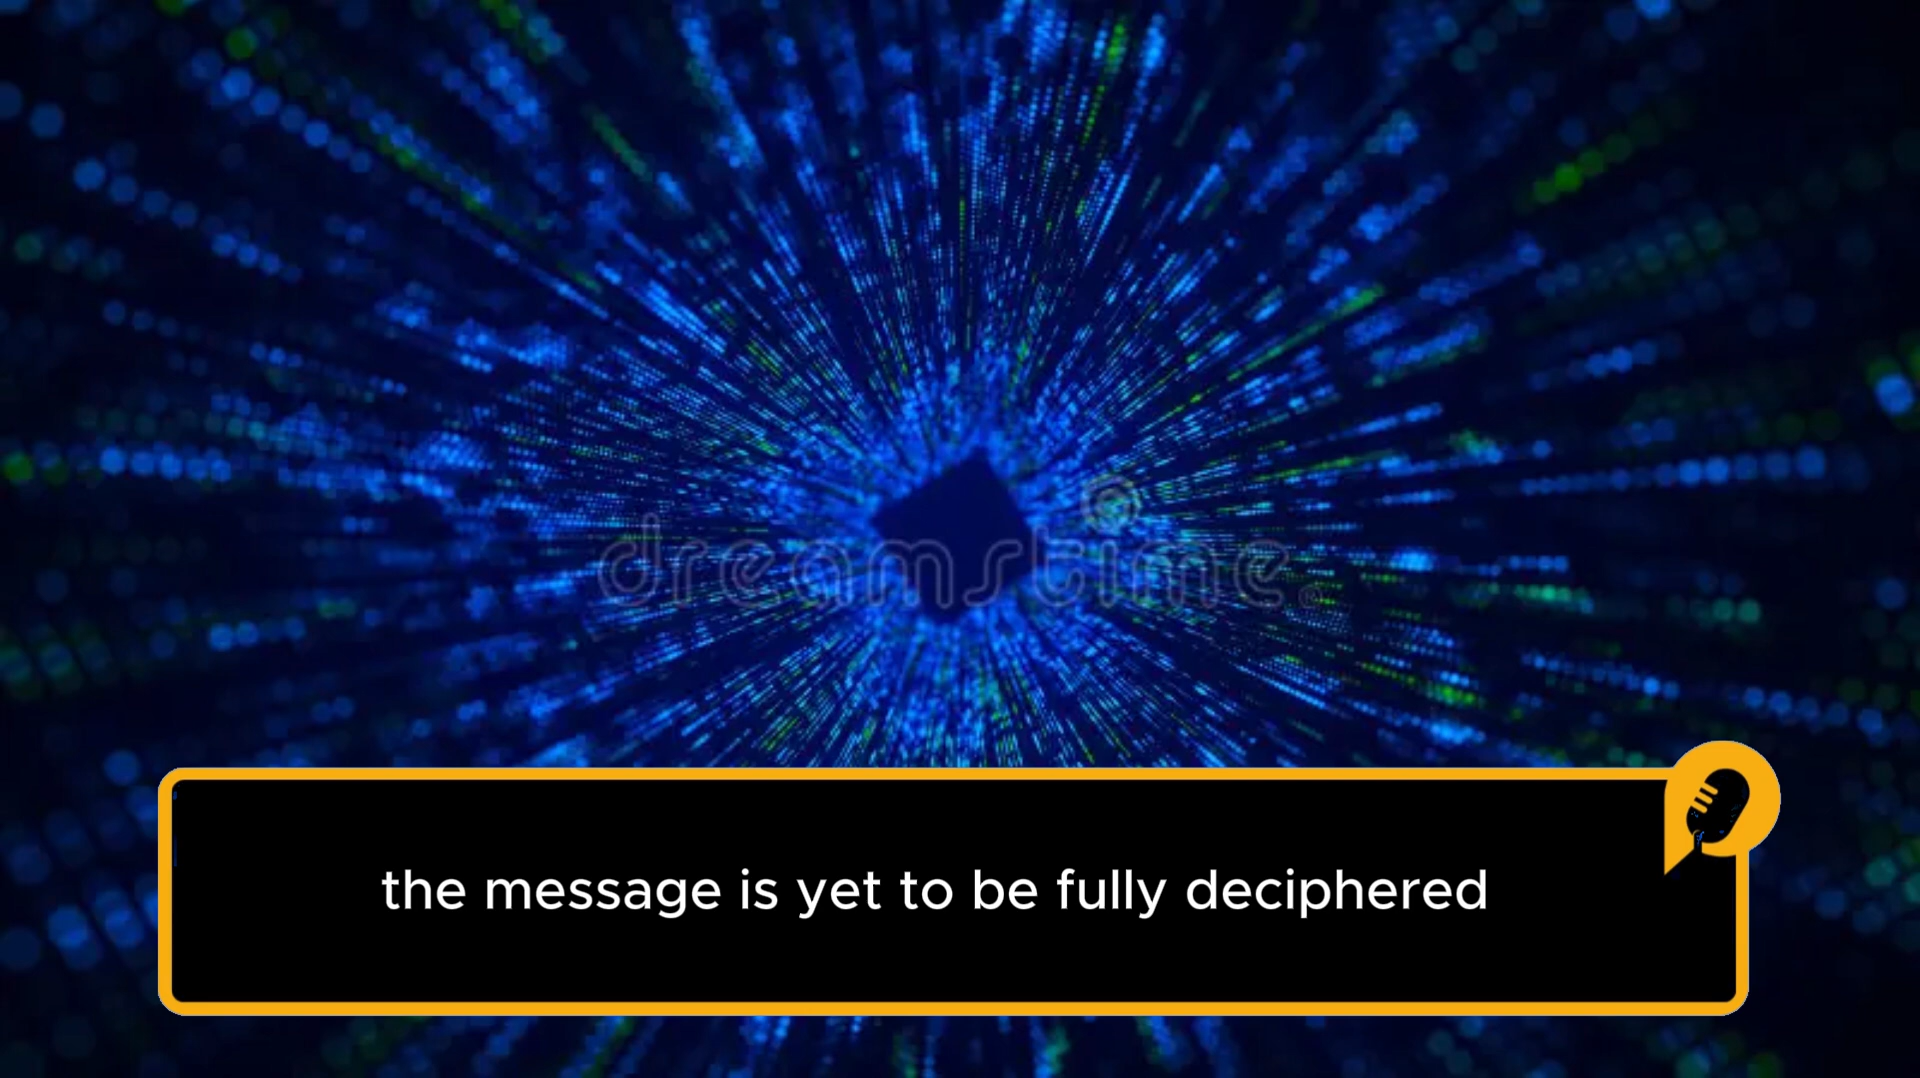 dreamstime®
the message is yet to be fully deciphered